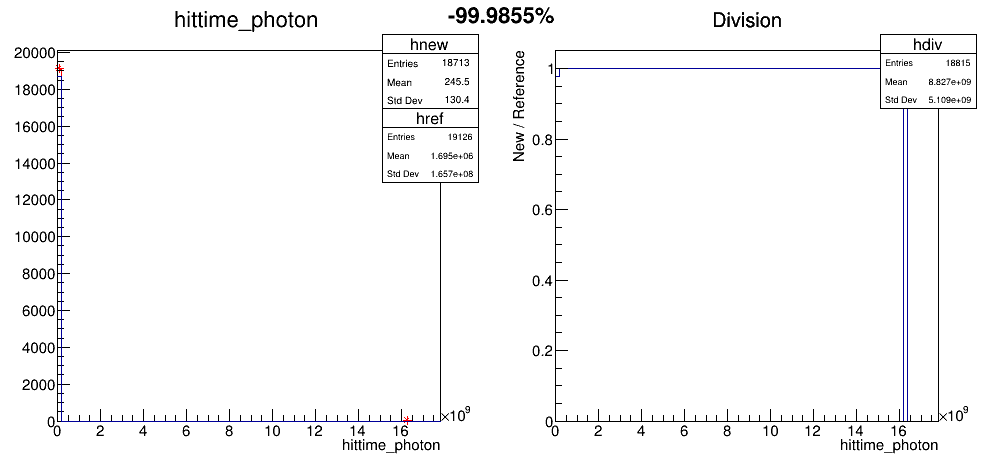 -99.9855%
hittime_photon
hnew
Entries 18713
Mean 245.5
Std Dev 130.4
href
Entries 19126
Mean 1.695e+06
Std Dev 1.657e+08
20000
18000
16000
14000
12000
10000
8000
6000
4000
2000
0
0 2 4 6 8 10 12 14 16 ×10⁹
hittime_photon
Division
hdiv
Entries 18815
Mean 8.827e+09
Std Dev 5.109e+09
New / Reference
1
0.8
0.6
0.4
0.2
0
0 2 4 6 8 10 12 14 16 ×10⁹
hittime_photon